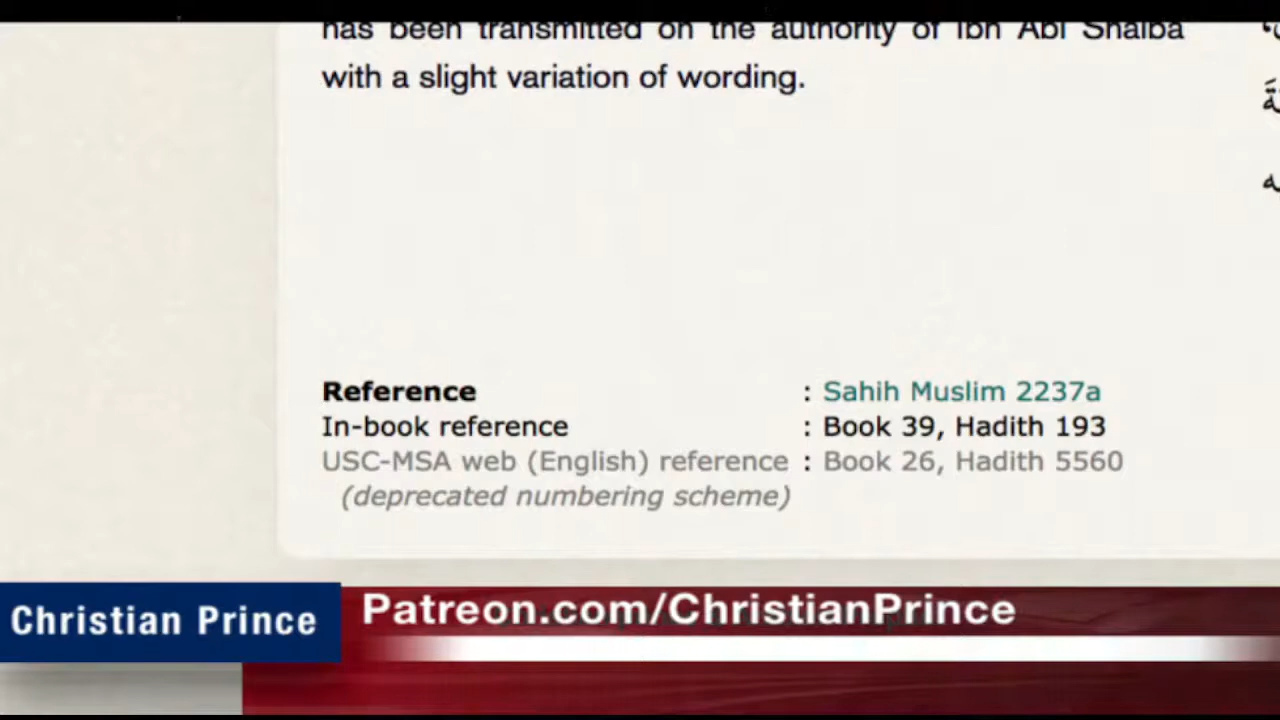 has been transmitted on the authority of Ibn Abi Shaiba
with a slight variation of wording.
Reference : Sahih Muslim 2237a
In-book reference : Book 39, Hadith 193
USC-MSA web (English) reference : Book 26, Hadith 5560
(deprecated numbering scheme)
Christian Prince
Patreon.com/ChristianPrince